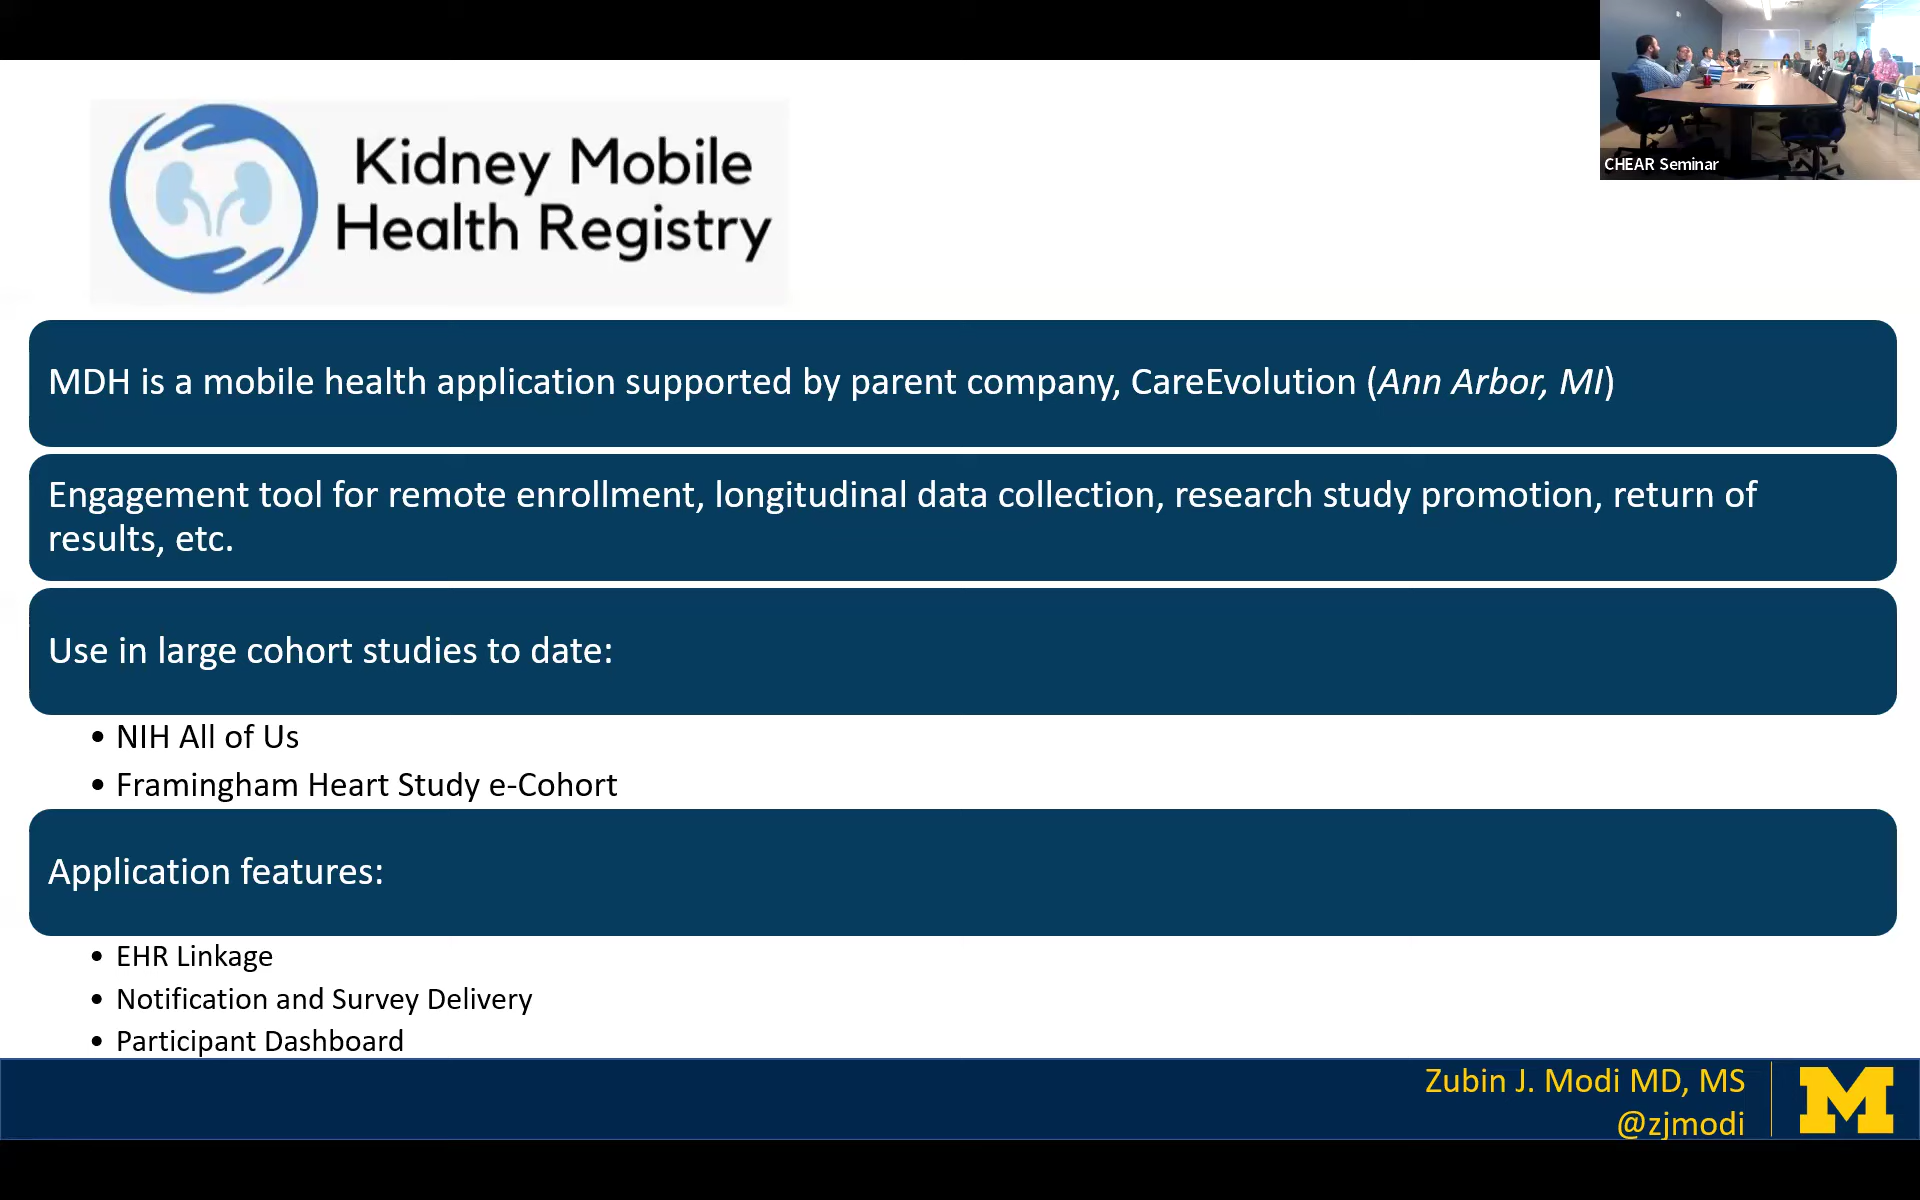 CHEAR Seminar
Kidney Mobile
Health Registry
MDH is a mobile health application supported by parent company, CareEvolution (Ann Arbor, MI)
Engagement tool for remote enrollment, longitudinal data collection, research study promotion, return of
results, etc.
Use in large cohort studies to date:
• NIH All of Us
• Framingham Heart Study e-Cohort
Application features:
• EHR Linkage
• Notification and Survey Delivery
• Participant Dashboard
Zubin J. Modi MD, MS
@zjmodi
M